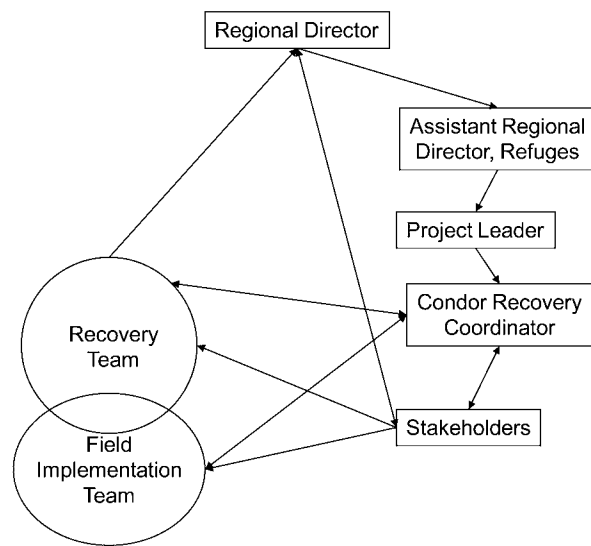 Regional Director
Assistant Regional
Director, Refuges
Project Leader
Condor Recovery
Coordinator
Recovery
Team
Stakeholders
Field
Implementation
Team